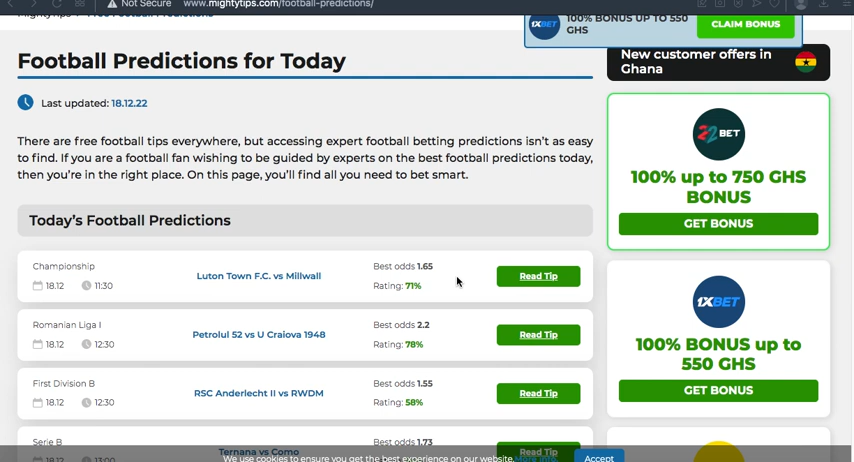 Not Secure www.mightytips.com/football-predictions/
100% BONUS UP TO 550
GHS
1XBET
CLAIM BONUS
Football Predictions for Today
Last updated: 18.12.22
There are free football tips everywhere, but accessing expert football betting predictions isn't as easy
to find. If you are a football fan wishing to be guided by experts on the best football predictions today,
then you're in the right place. On this page, you'll find all you need to bet smart.
Today's Football Predictions
Championship
18.12 11:30
Luton Town F.C. vs Millwall
Best odds 1.65
Rating: 71%
Read Tip
Romanian Liga I
18.12 12:30
Petrolul 52 vs U Craiova 1948
Best odds 2.2
Rating: 78%
Read Tip
First Division B
18.12 12:30
RSC Anderlecht II vs RWDM
Best odds 1.55
Rating: 58%
Read Tip
Serie B
18.12 13:00
Ternana vs Como
Best odds 1.73
Read Tip
New customer offers in
Ghana
22BET
100% up to 750 GHS
BONUS
GET BONUS
1XBET
100% BONUS up to
550 GHS
GET BONUS
We use cookies to ensure you get the best experience on our website. More info.
Accept